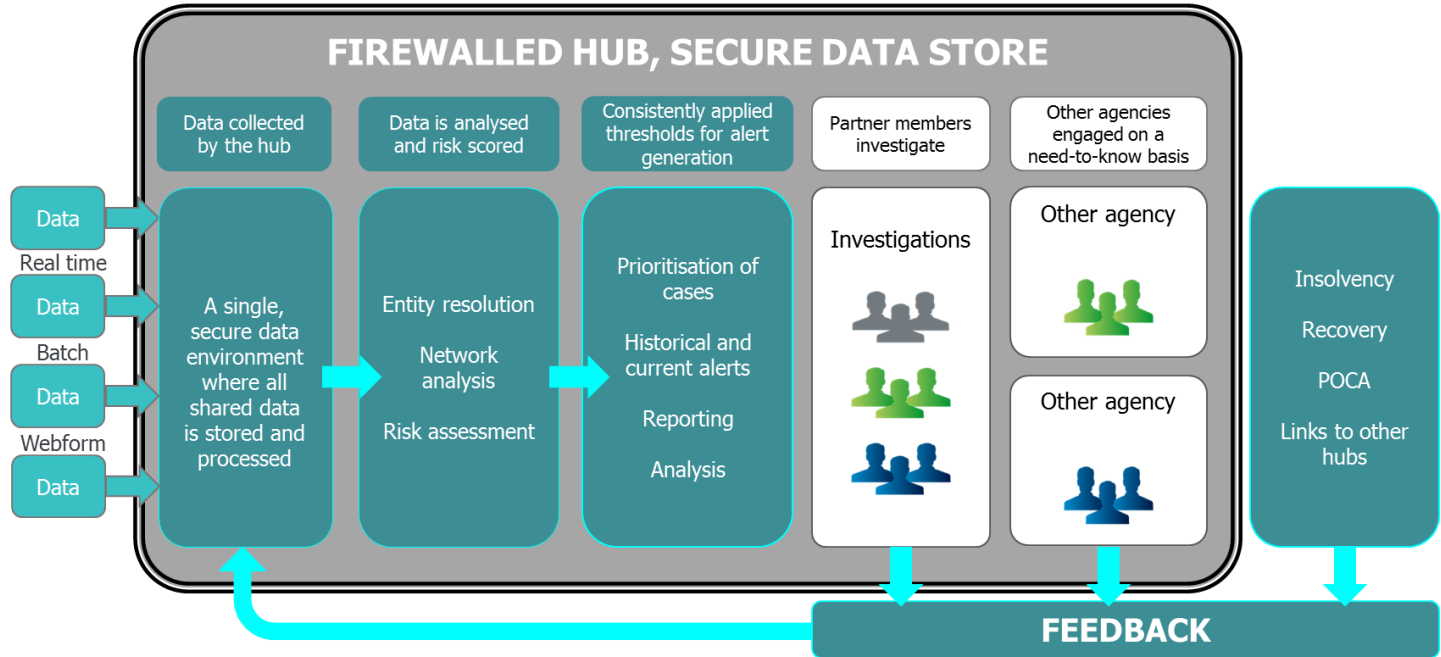 FIREWALLED HUB, SECURE DATA STORE
Data collected
by the hub
Data is analysed
and risk scored
Consistently applied
thresholds for alert
generation
Partner members
investigate
Other agencies
engaged on a
need-to-know basis
Data
Real time
Data
Batch
Data
Webform
Data
A single,
secure data
environment
where all
shared data
is stored and
processed
Entity resolution
Network
analysis
Risk assessment
Prioritisation of
cases
Historical and
current alerts
Reporting
Analysis
Investigations
Other agency
Other agency
Insolvency
Recovery
POCA
Links to other
hubs
FEEDBACK